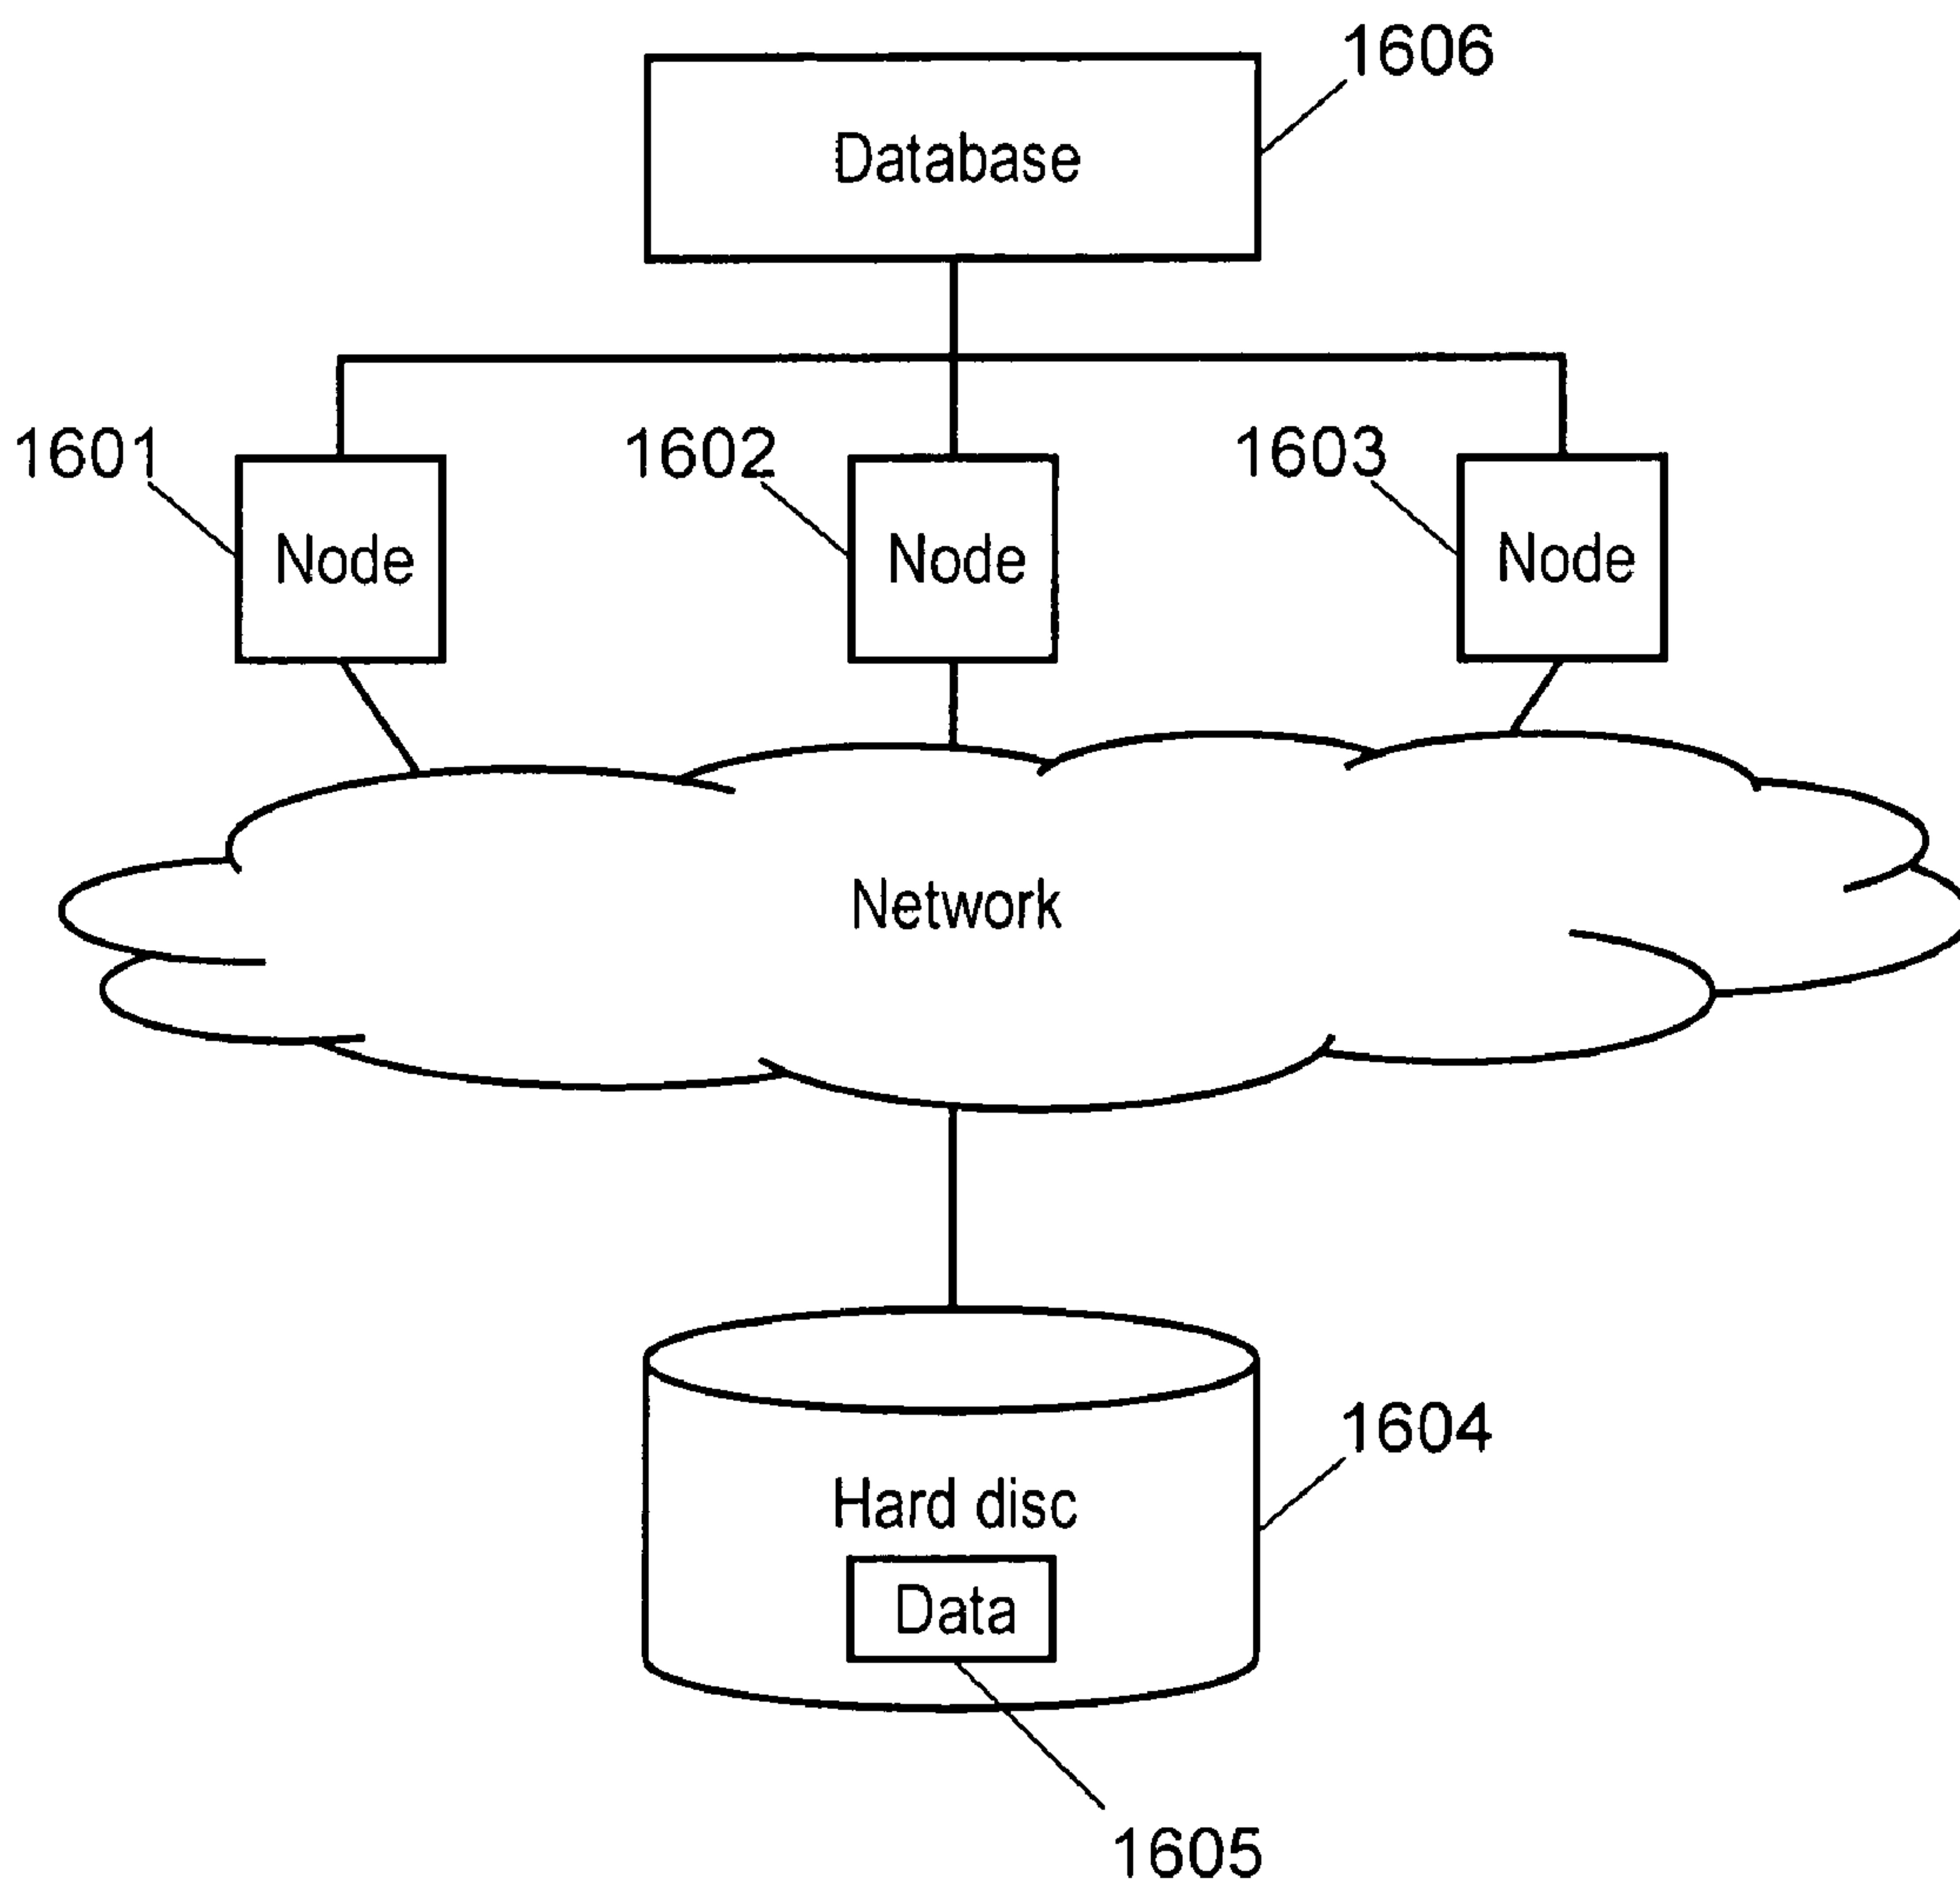 1606
Database
1601
1602
1603
Node
Node
Node
Network
1604
Hard disc
Data
1605